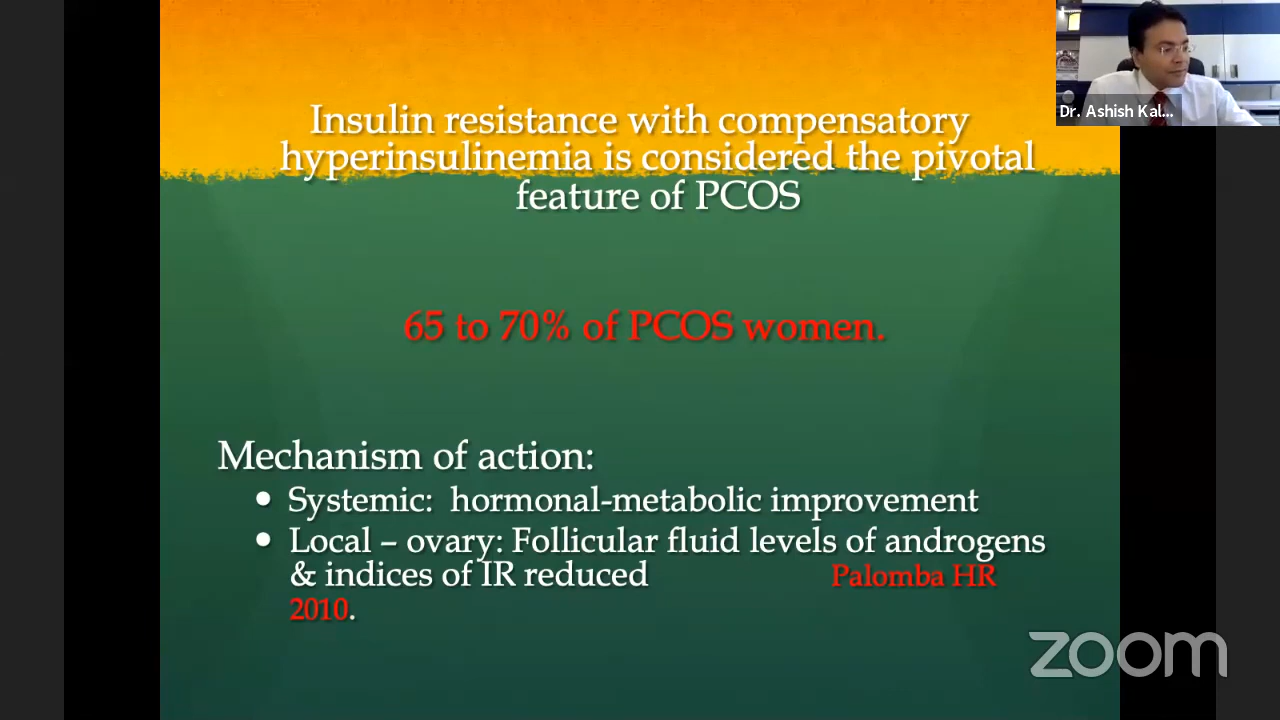 Insulin resistance with compensatory
hyperinsulinemia is considered the pivotal
feature of PCOS
65 to 70% of PCOS women.
Mechanism of action:
• Systemic: hormonal-metabolic improvement
• Local – ovary: Follicular fluid levels of androgens
& indices of IR reduced Palomba HR
2010.
Dr. Ashish Kal...
zoom